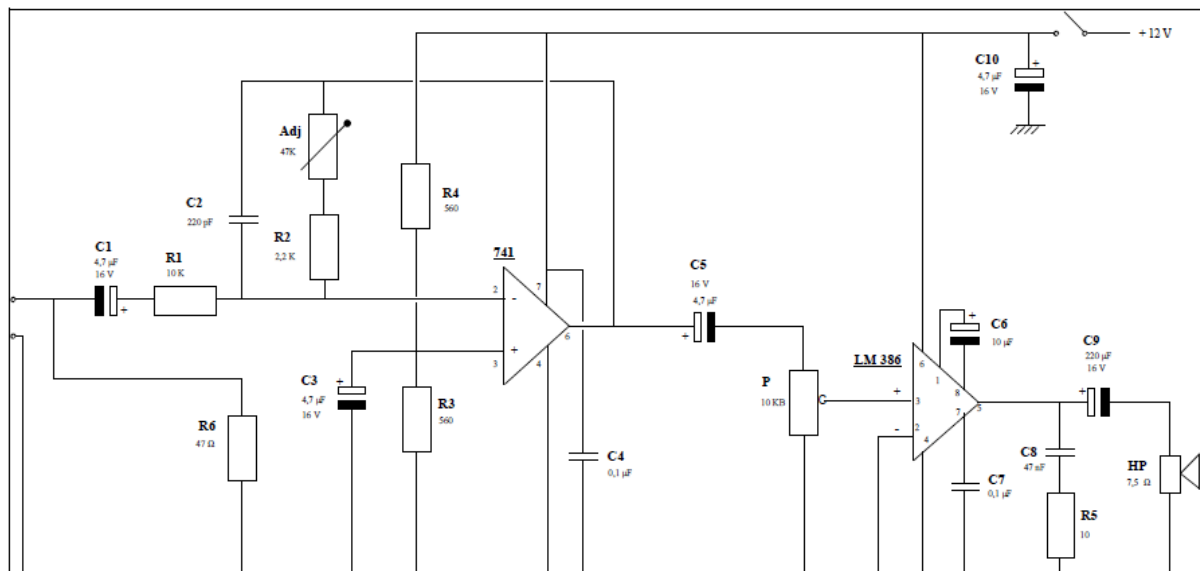 + 12 V
C10
+
4,7 µF
16 V
Adj
47K
C2
220 pF
R4
560
R2
2,2 K
C1
4,7 µF
16 V
+
R1
10 K
741
2
-
7
6
+
3
4
C5
16 V
4,7 µF
+
C3
+
4,7 µF
16 V
R3
560
R6
47 Ω
C4
0,1 µF
P
10 KB
C
LM 386
6
1
+
3
8
-
2
7
5
4
+
C6
10 µF
C9
220 µF
16 V
+
C7
0,1 µF
C8
47 nF
R5
10
HP
7,5 Ω